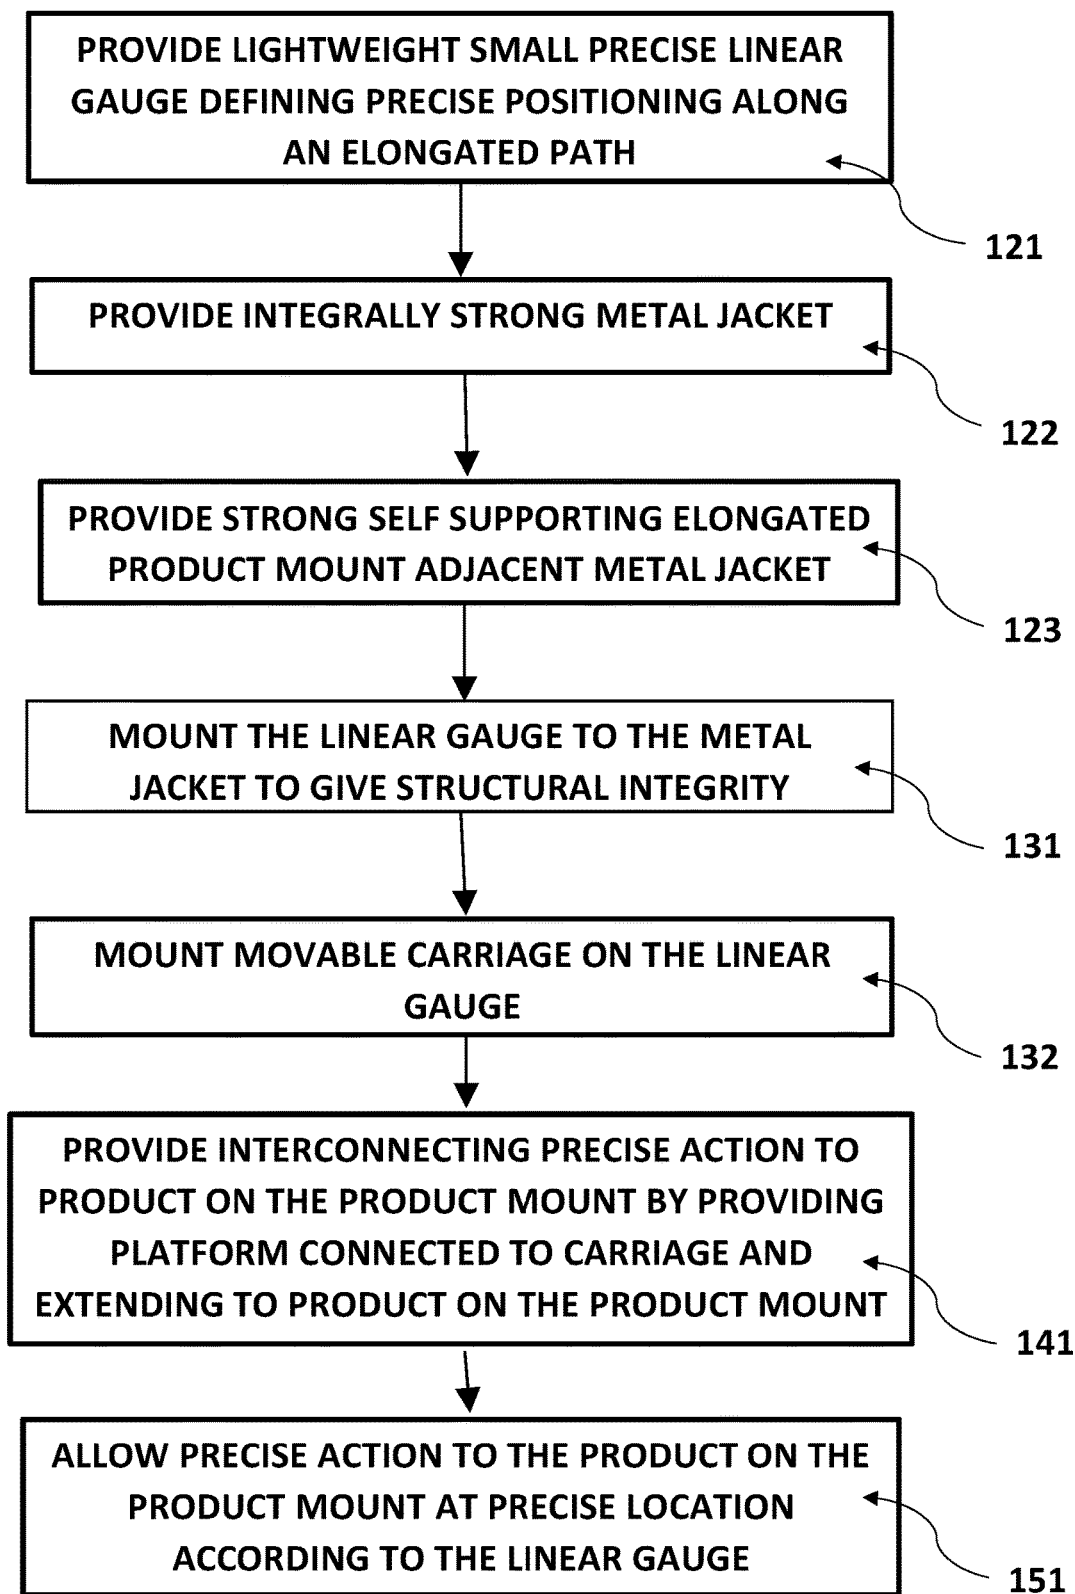 PROVIDE LIGHTWEIGHT SMALL PRECISE LINEAR
GAUGE DEFINING PRECISE POSITIONING ALONG
AN ELONGATED PATH
121
PROVIDE INTEGRALLY STRONG METAL JACKET
122
PROVIDE STRONG SELF SUPPORTING ELONGATED
PRODUCT MOUNT ADJACENT METAL JACKET
123
MOUNT THE LINEAR GAUGE TO THE METAL
JACKET TO GIVE STRUCTURAL INTEGRITY
131
MOUNT MOVABLE CARRIAGE ON THE LINEAR
GAUGE
132
PROVIDE INTERCONNECTING PRECISE ACTION TO
PRODUCT ON THE PRODUCT MOUNT BY PROVIDING
PLATFORM CONNECTED TO CARRIAGE AND
EXTENDING TO PRODUCT ON THE PRODUCT MOUNT
141
ALLOW PRECISE ACTION TO THE PRODUCT ON THE
PRODUCT MOUNT AT PRECISE LOCATION
ACCORDING TO THE LINEAR GAUGE
151